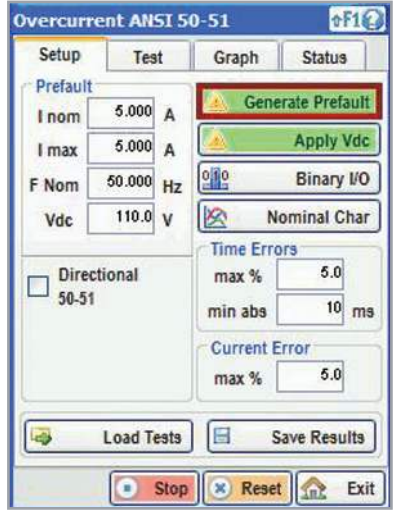 Overcurrent ANSI 50-51
F1
Setup Test Graph Status
Prefault
I nom 5.000 A
I max 5.000 A
F Nom 50.000 Hz
Vdc 110.0 V
Directional
50-51
Generate Prefault
Apply Vdc
Binary I/O
Nominal Char
Time Errors
max % 5.0
min abs 10 ms
Current Error
max % 5.0
Load Tests Save Results
Stop Reset Exit